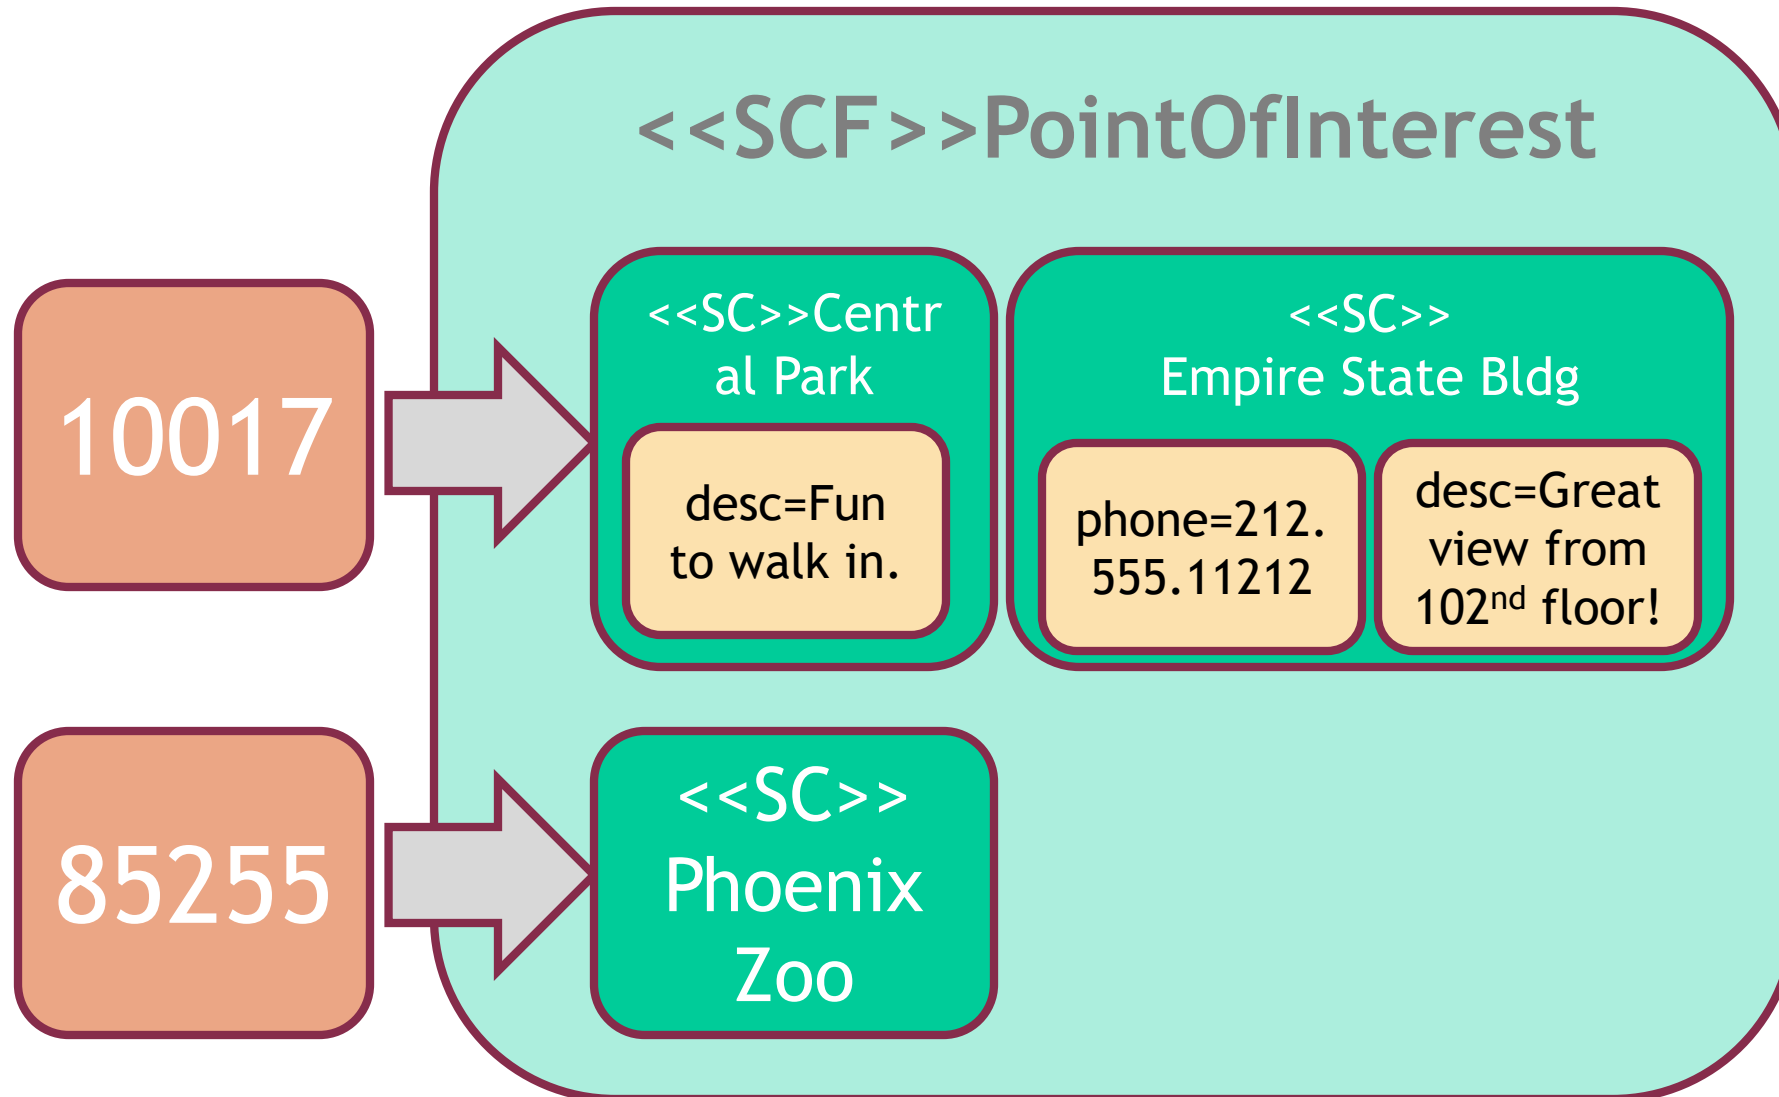 <<SCF>>PointOfInterest
10017
<<SC>>Centr
al Park
desc=Fun
to walk in.
<<SC>>
Empire State Bldg
phone=212.
555.11212
desc=Great
view from
102nd floor!
85255
<<SC>>
Phoenix
Zoo